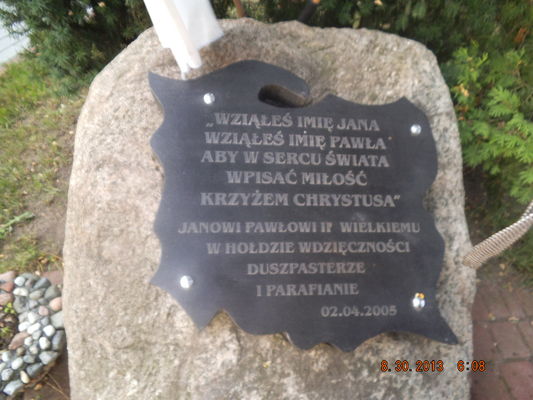 „WZIĄŁEŚ IMIĘ JANA
WZIĄŁEŚ IMIĘ PAWŁA
ABY W SERCU ŚWIATA
WPISAĆ MIŁOŚĆ
KRZYŻEM CHRYSTUSA”
JANOWI PAWŁOWI II WIELKIEMU
W HOŁDZIE WDZIĘCZNOŚCI
DUSZPASTERZE
I PARAFIANIE
02.04.2005
8.30.2013 6:08